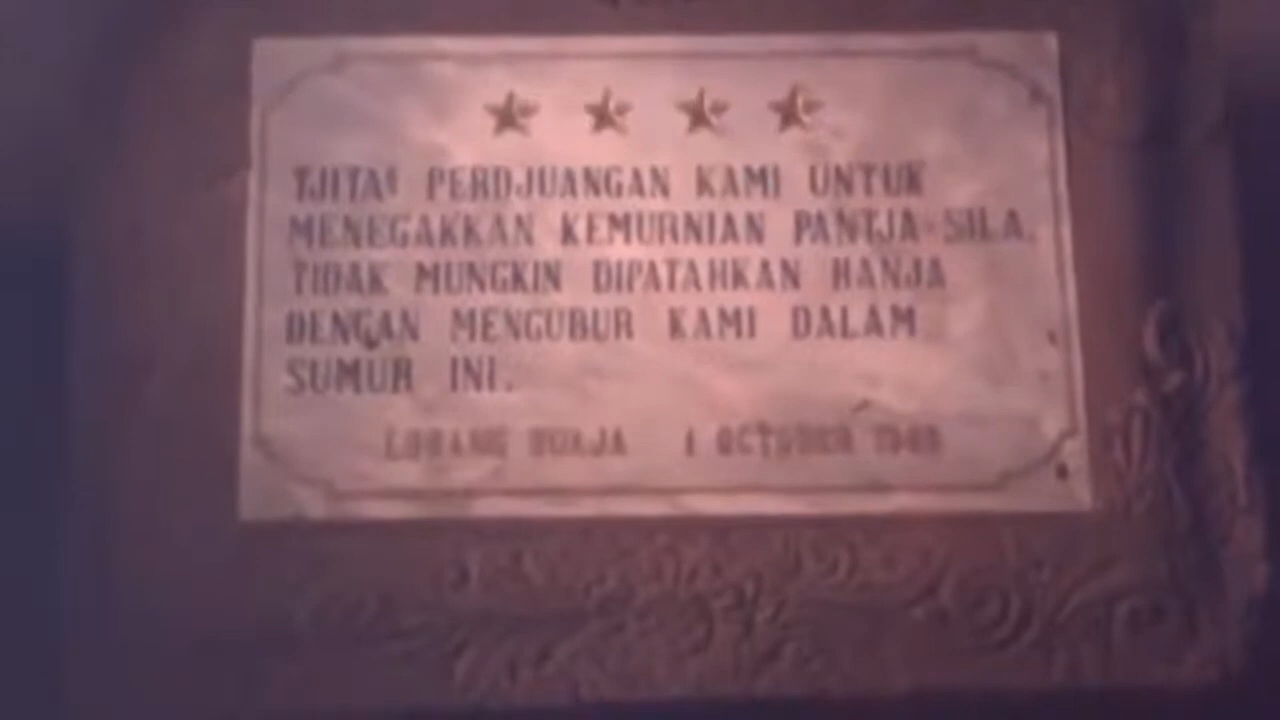 TJITA² PERDJUANGAN KAMI UNTUK
MENEGAKKAN KEMURNIAN PANTJA-SILA.
TIDAK MUNGKIN DIPATAHKAN HANJA
DENGAN MENGUBUR KAMI DALAM
SUMUR INI.
LOBANG BUAJA 1 OCTOBER